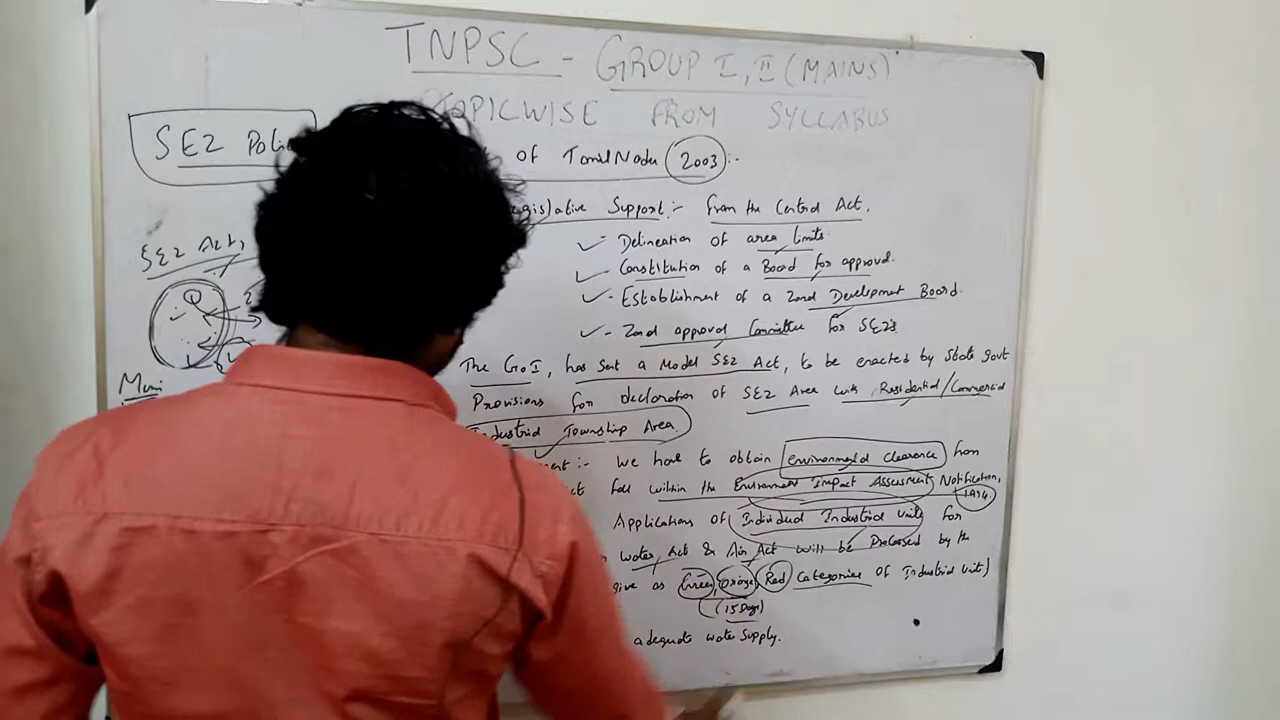 TNPSC - GROUP I, II (MAINS)
TOPICWISE FROM SYLLABUS
SEZ
of TamilNadu 2003:-
Legislative Support:- from the Central Act.
SEZ Act,
- Delineation of area limits.
- Constitution of a Board for approval.
- Establishment of a Zonal Development Board.
- Zonal approval Committee for SEZ's
The GoI, has sent a Model SEZ Act, to be enacted by State Govt
Provisions for declaration of SEZ Area with Residential/Commercial
Industrial Township Area.
:- We have to obtain environmental clearance from
fall within the Environment Impact Assessment Notification, 1994
Applications of Individual Industrial units for
Water Act & Air Act will be Processed by the
give as Green, Orange, Red Categories of Industrial unit)
(15 Days)
adequate water supply.